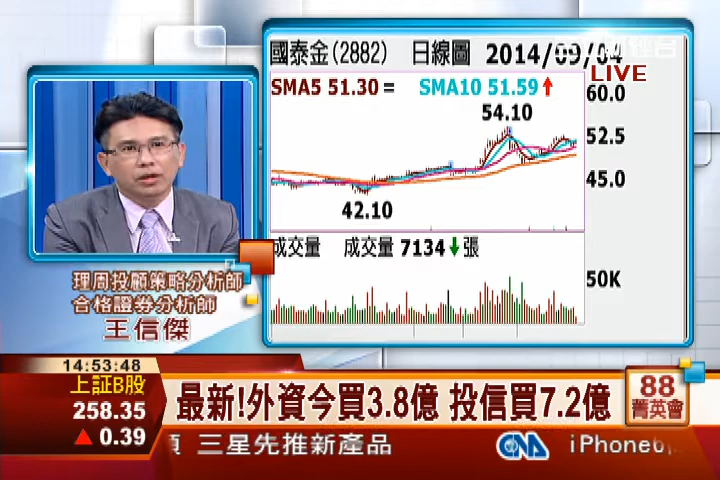 國泰金(2882) 日線圖 2014/09/04
LIVE
SMA5 51.30= SMA10 51.59↑
60.0
54.10
52.5
45.0
42.10
成交量 成交量 7134↓張
50K
理周投顧策略分析師
合格證券分析師
王信傑
14:53:48
上証B股
258.35
▲0.39
最新!外資今買3.8億 投信買7.2億
88
菁英會
三星先推新產品 CNA iPhone6